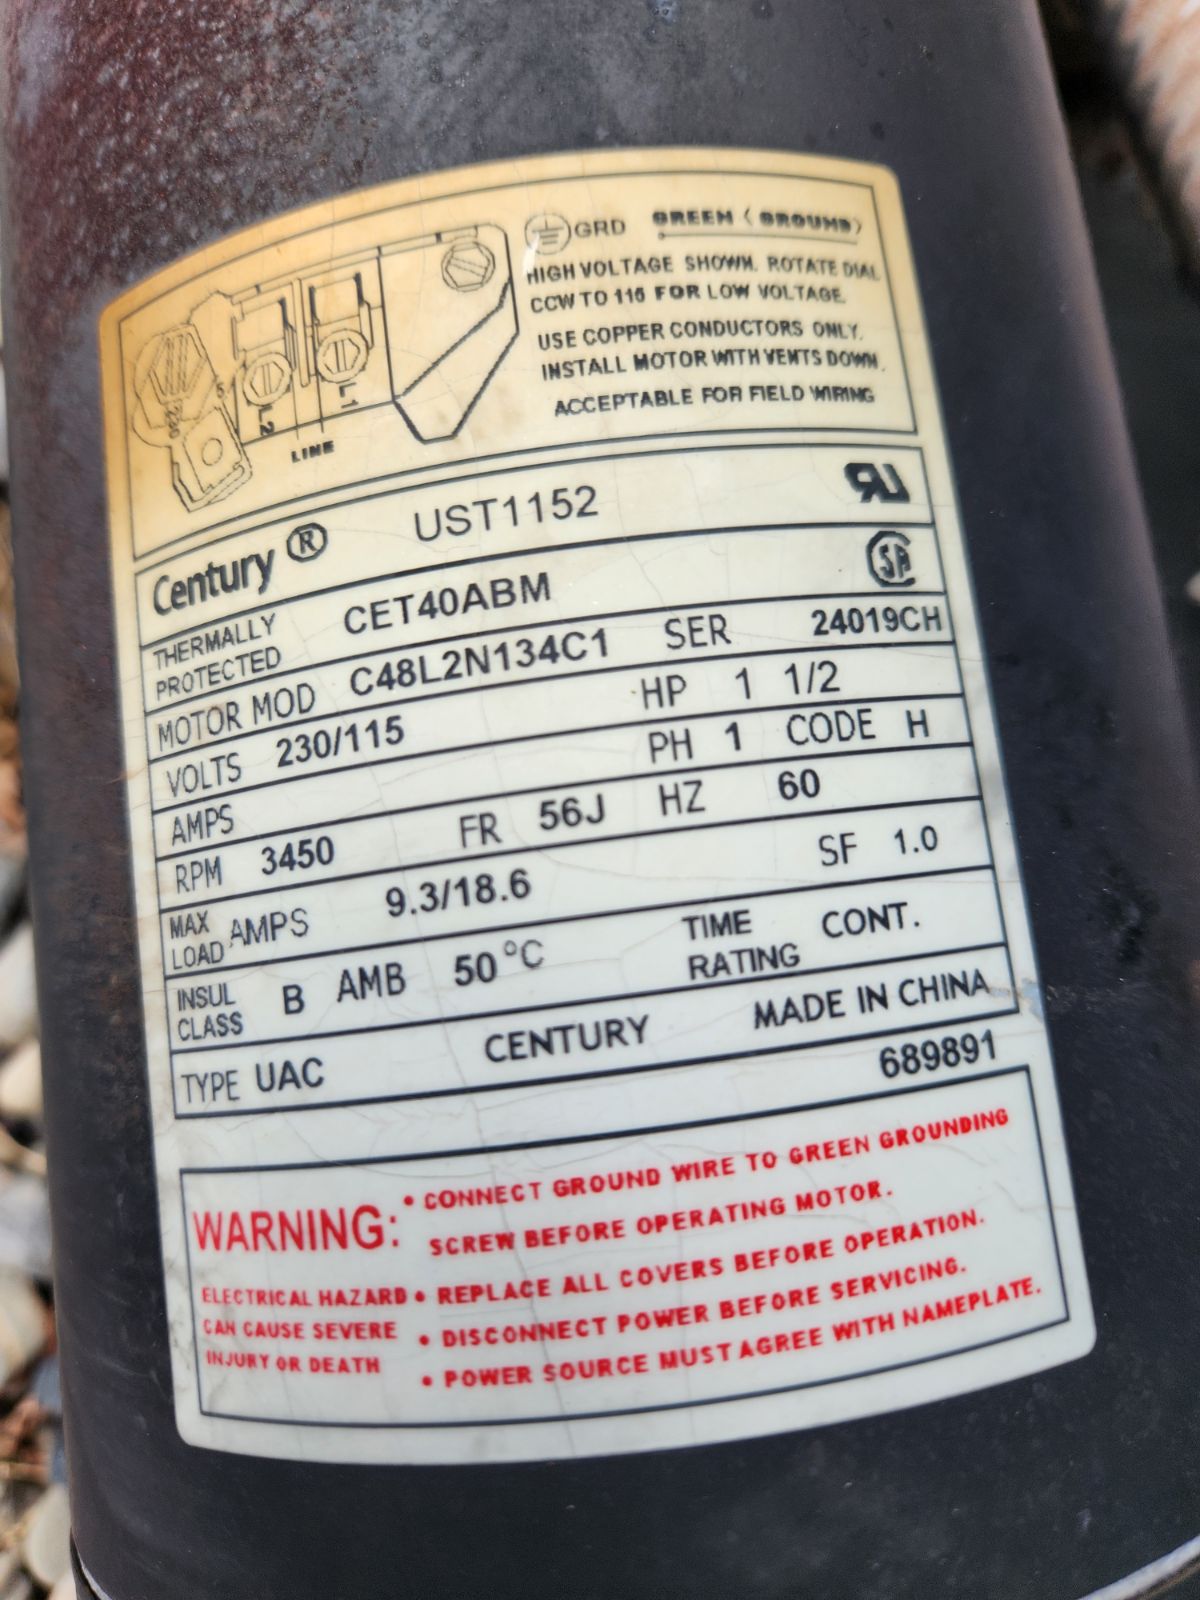 GRD GREEN (GROUND)
HIGH VOLTAGE SHOWN. ROTATE DIAL
CCW TO 115 FOR LOW VOLTAGE.
USE COPPER CONDUCTORS ONLY.
INSTALL MOTOR WITH VENTS DOWN.
ACCEPTABLE FOR FIELD WIRING
L2 L1
LINE
Century ® UST1152
THERMALLY
PROTECTED CET40ABM
MOTOR MOD C48L2N134C1 SER 24019CH
VOLTS 230/115 HP 1 1/2
AMPS PH 1 CODE H
RPM 3450 FR 56J HZ 60
MAX
LOAD AMPS 9.3/18.6 SF 1.0
INSUL
CLASS B AMB 50°C TIME
RATING CONT.
TYPE UAC CENTURY MADE IN CHINA
689891
WARNING:
ELECTRICAL HAZARD
CAN CAUSE SEVERE
INJURY OR DEATH
• CONNECT GROUND WIRE TO GREEN GROUNDING
SCREW BEFORE OPERATING MOTOR.
• REPLACE ALL COVERS BEFORE OPERATION.
• DISCONNECT POWER BEFORE SERVICING.
• POWER SOURCE MUST AGREE WITH NAMEPLATE.